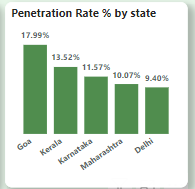 Penetration Rate % by state
17.99%
13.52%
11.57%
10.07%
9.40%
Goa
Kerala
Karnataka
Maharashtra
Delhi